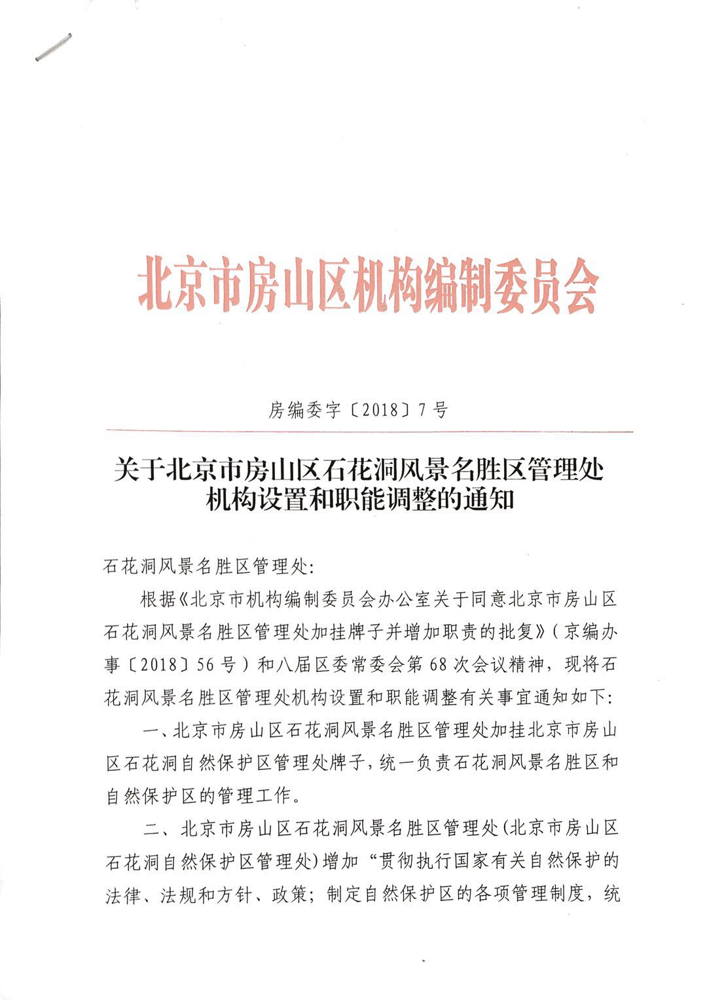 北京市房山区机构编制委员会
房编委字〔2018〕7号
关于北京市房山区石花洞风景名胜区管理处
机构设置和职能调整的通知
石花洞风景名胜区管理处：
根据《北京市机构编制委员会办公室关于同意北京市房山区
石花洞风景名胜区管理处加挂牌子并增加职责的批复》（京编办
事〔2018〕56号）和八届区委常委会第68次会议精神，现将石
花洞风景名胜区管理处机构设置和职能调整有关事宜通知如下：
一、北京市房山区石花洞风景名胜区管理处加挂北京市房山
区石花洞自然保护区管理处牌子，统一负责石花洞风景名胜区和
自然保护区的管理工作。
二、北京市房山区石花洞风景名胜区管理处(北京市房山区
石花洞自然保护区管理处)增加“贯彻执行国家有关自然保护的
法律、法规和方针、政策；制定自然保护区的各项管理制度，统